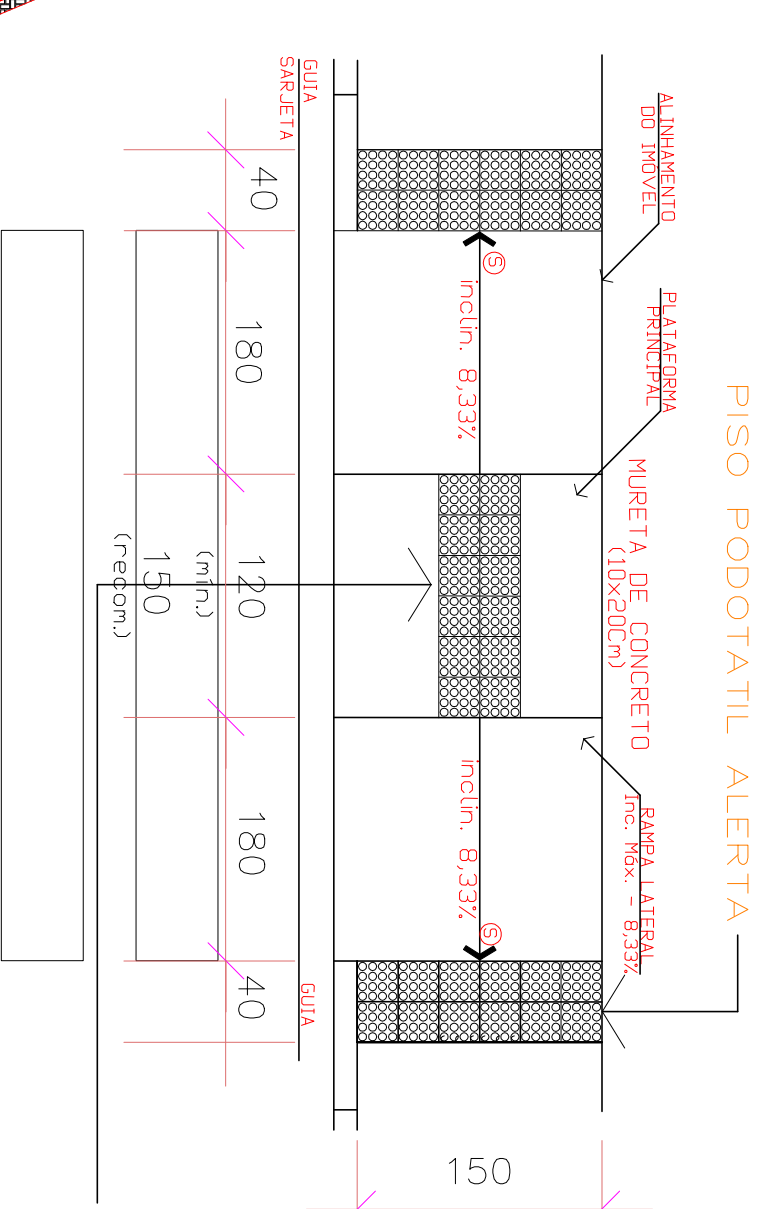 PISO PODOTATIL ALERTA
ALINHAMENTO
DO IMÓVEL
PLATAFORMA
PRINCIPAL
MURETA DE CONCRETO
(10x20Cm)
RAMPA LATERAL
Inc. Máx. - 8,33%
S
inclin. 8,33%
inclin. 8,33%
S
GUIA
SARJETA
GUIA
40
180
120
(mín.)
150
(recom.)
180
40
150